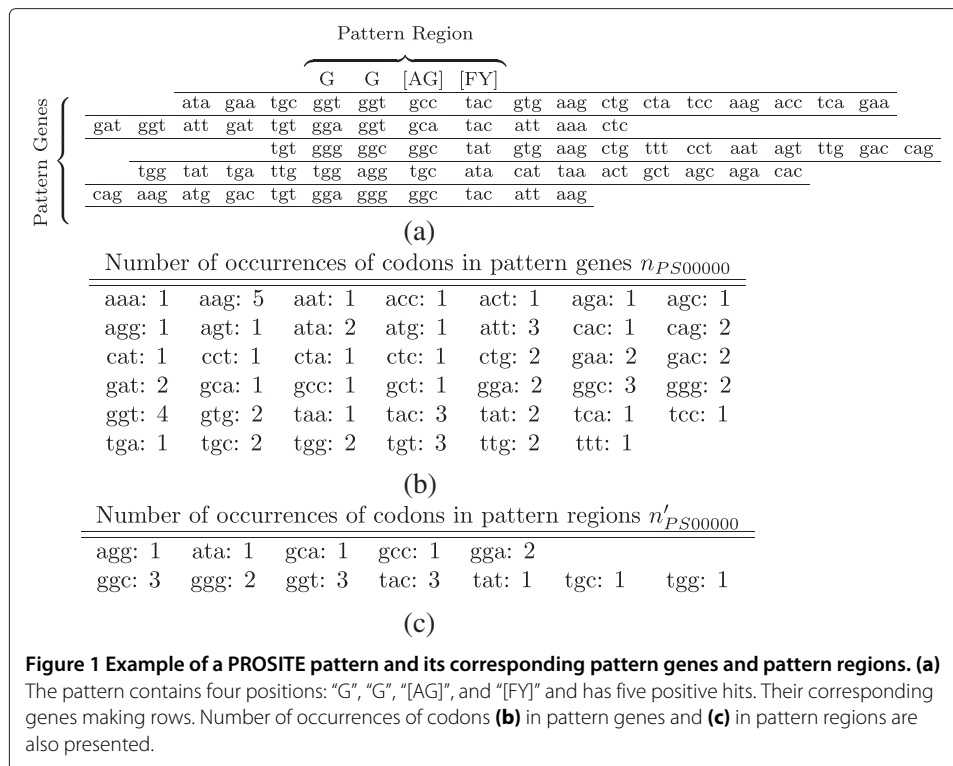 Pattern Region
G G [AG] [FY]
Pattern Genes
ata gaa tgc ggt ggt gcc tac gtg aag ctg cta tcc aag acc tca gaa
gat ggt att gat tgt gga ggt gca tac att aaa ctc
tgt ggg ggc ggc tat gtg aag ctg ttt cct aat agt ttg gac cag
tgg tat tga ttg tgg agg tgc ata cat taa act gct agc aga cac
cag aag atg gac tgt gga ggg ggc tac att aag
(a)
Number of occurrences of codons in pattern genes nPS00000
aaa: 1 aag: 5 aat: 1 acc: 1 act: 1 aga: 1 agc: 1
agg: 1 agt: 1 ata: 2 atg: 1 att: 3 cac: 1 cag: 2
cat: 1 cct: 1 cta: 1 ctc: 1 ctg: 2 gaa: 2 gac: 2
gat: 2 gca: 1 gcc: 1 gct: 1 gga: 2 ggc: 3 ggg: 2
ggt: 4 gtg: 2 taa: 1 tac: 3 tat: 2 tca: 1 tcc: 1
tga: 1 tgc: 2 tgg: 2 tgt: 3 ttg: 2 ttt: 1
(b)
Number of occurrences of codons in pattern regions n′PS00000
agg: 1 ata: 1 gca: 1 gcc: 1 gga: 2
ggc: 3 ggg: 2 ggt: 3 tac: 3 tat: 1 tgc: 1 tgg: 1
(c)
Figure 1 Example of a PROSITE pattern and its corresponding pattern genes and pattern regions. (a)
The pattern contains four positions: “G”, “G”, “[AG]”, and “[FY]” and has five positive hits. Their corresponding
genes making rows. Number of occurrences of codons (b) in pattern genes and (c) in pattern regions are
also presented.